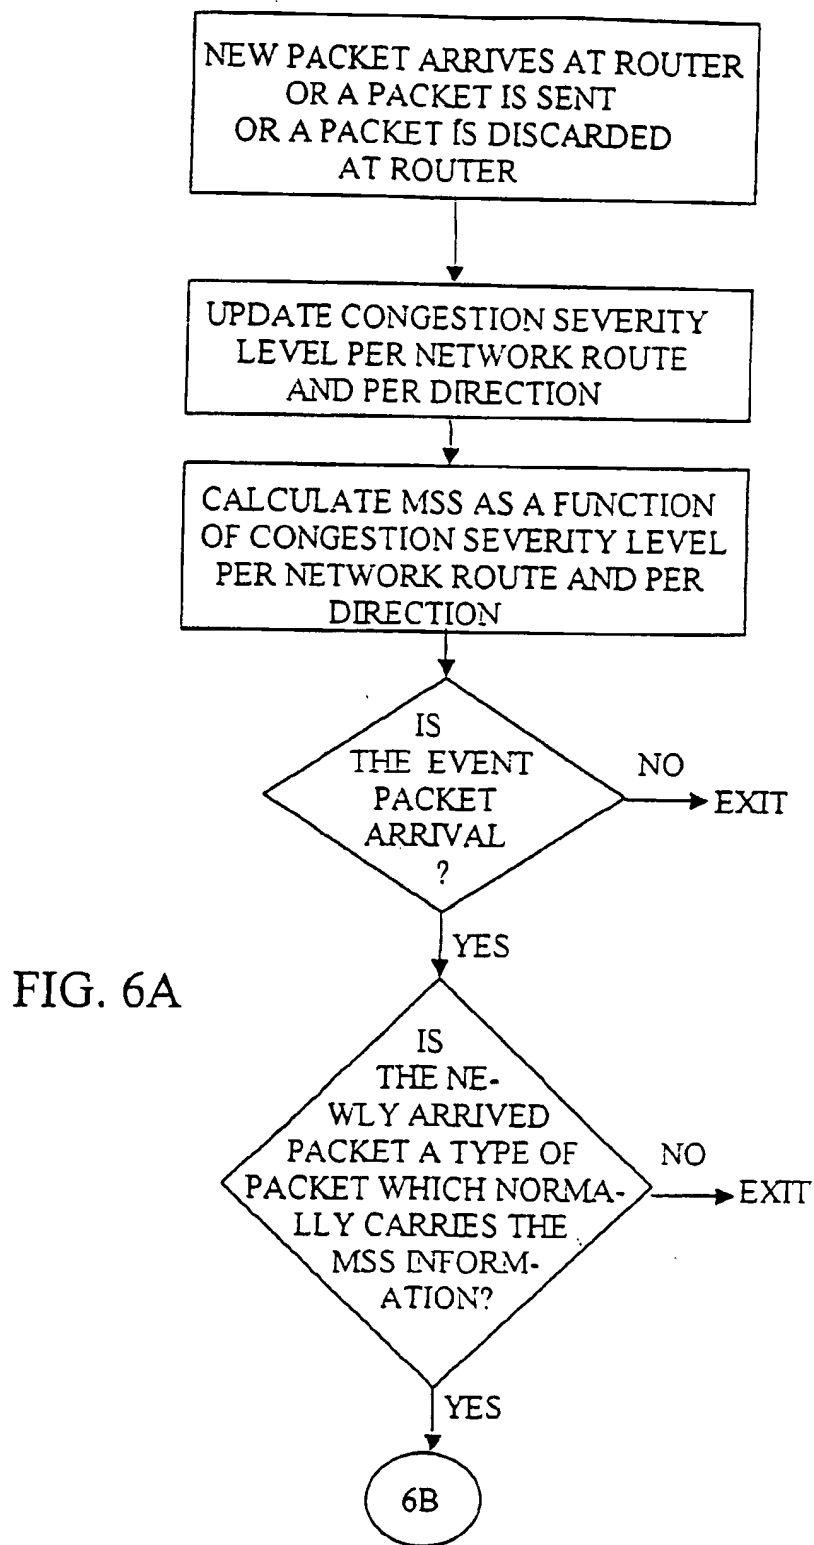 NEW PACKET ARRIVES AT ROUTER
OR A PACKET IS SENT
OR A PACKET IS DISCARDED
AT ROUTER
UPDATE CONGESTION SEVERITY
LEVEL PER NETWORK ROUTE
AND PER DIRECTION
CALCULATE MSS AS A FUNCTION
OF CONGESTION SEVERITY LEVEL
PER NETWORK ROUTE AND PER
DIRECTION
IS
THE EVENT
PACKET
ARRIVAL
?
NO
EXIT
YES
FIG. 6A
IS
THE NE-
WLY ARRIVED
PACKET A TYPE OF
PACKET WHICH NORMA-
LLY CARRIES THE
MSS INFORM-
ATION?
NO
EXIT
YES
6B